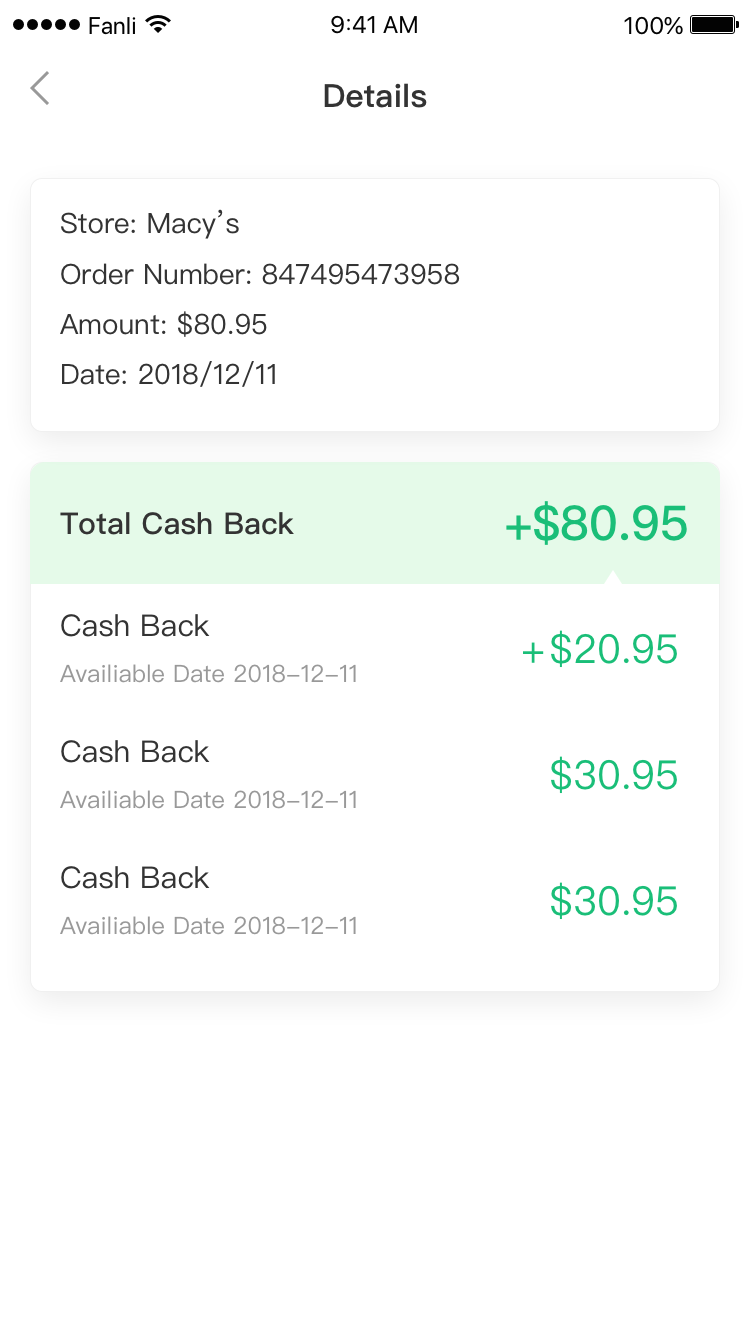 Fanli 9:41 AM 100%
Details
Store: Macy’s
Order Number: 847495473958
Amount: $80.95
Date: 2018/12/11
Total Cash Back +$80.95
Cash Back
+$20.95
Availiable Date 2018–12–11
Cash Back
$30.95
Availiable Date 2018–12–11
Cash Back
$30.95
Availiable Date 2018–12–11